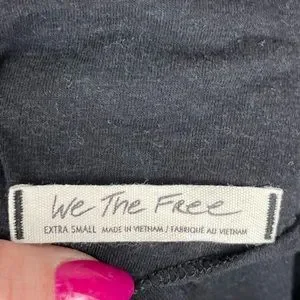 We The Free
EXTRA SMALL MADE IN VIETNAM / FABRIQUÉ AU VIETNAM